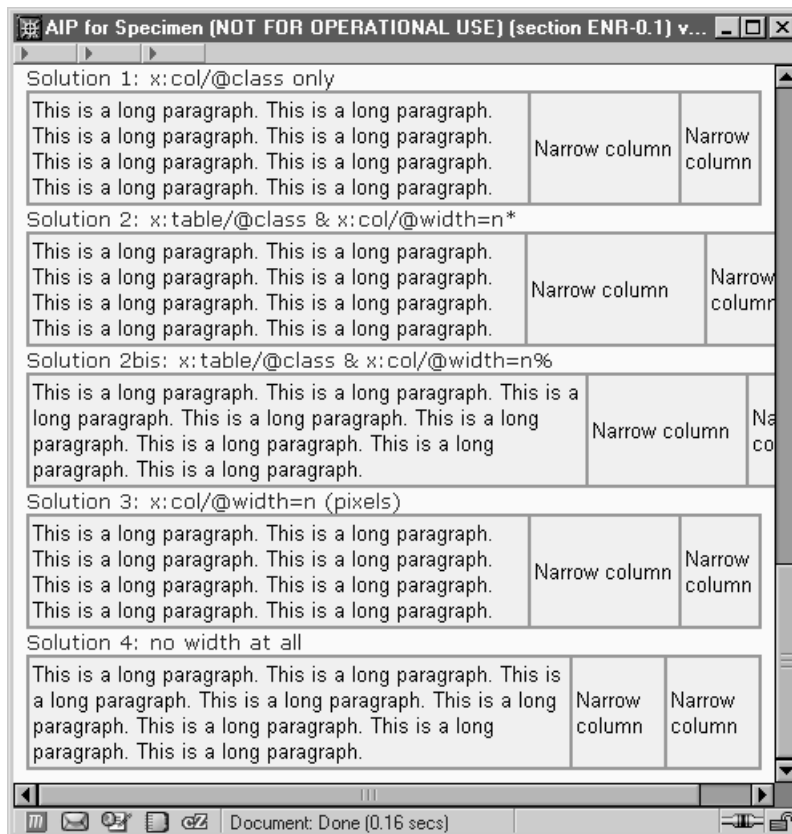 AIP for Specimen (NOT FOR OPERATIONAL USE) (section ENR-0.1) v...
Solution 1: x:col/@class only
This is a long paragraph. This is a long paragraph.
This is a long paragraph. This is a long paragraph.
This is a long paragraph. This is a long paragraph.
This is a long paragraph. This is a long paragraph.
Narrow column
Narrow
column
Solution 2: x:table/@class & x:col/@width=n*
This is a long paragraph. This is a long paragraph.
This is a long paragraph. This is a long paragraph.
This is a long paragraph. This is a long paragraph.
This is a long paragraph. This is a long paragraph.
Narrow column
Narrow
column
Solution 2bis: x:table/@class & x:col/@width=n%
This is a long paragraph. This is a long paragraph. This is a
long paragraph. This is a long paragraph. This is a long
paragraph. This is a long paragraph. This is a long
paragraph. This is a long paragraph.
Narrow column
Na
co
Solution 3: x:col/@width=n (pixels)
This is a long paragraph. This is a long paragraph.
This is a long paragraph. This is a long paragraph.
This is a long paragraph. This is a long paragraph.
This is a long paragraph. This is a long paragraph.
Narrow column
Narrow
column
Solution 4: no width at all
This is a long paragraph. This is a long paragraph. This is
a long paragraph. This is a long paragraph. This is a long
paragraph. This is a long paragraph. This is a long
paragraph. This is a long paragraph.
Narrow
column
Narrow
column
Document: Done (0.16 secs)